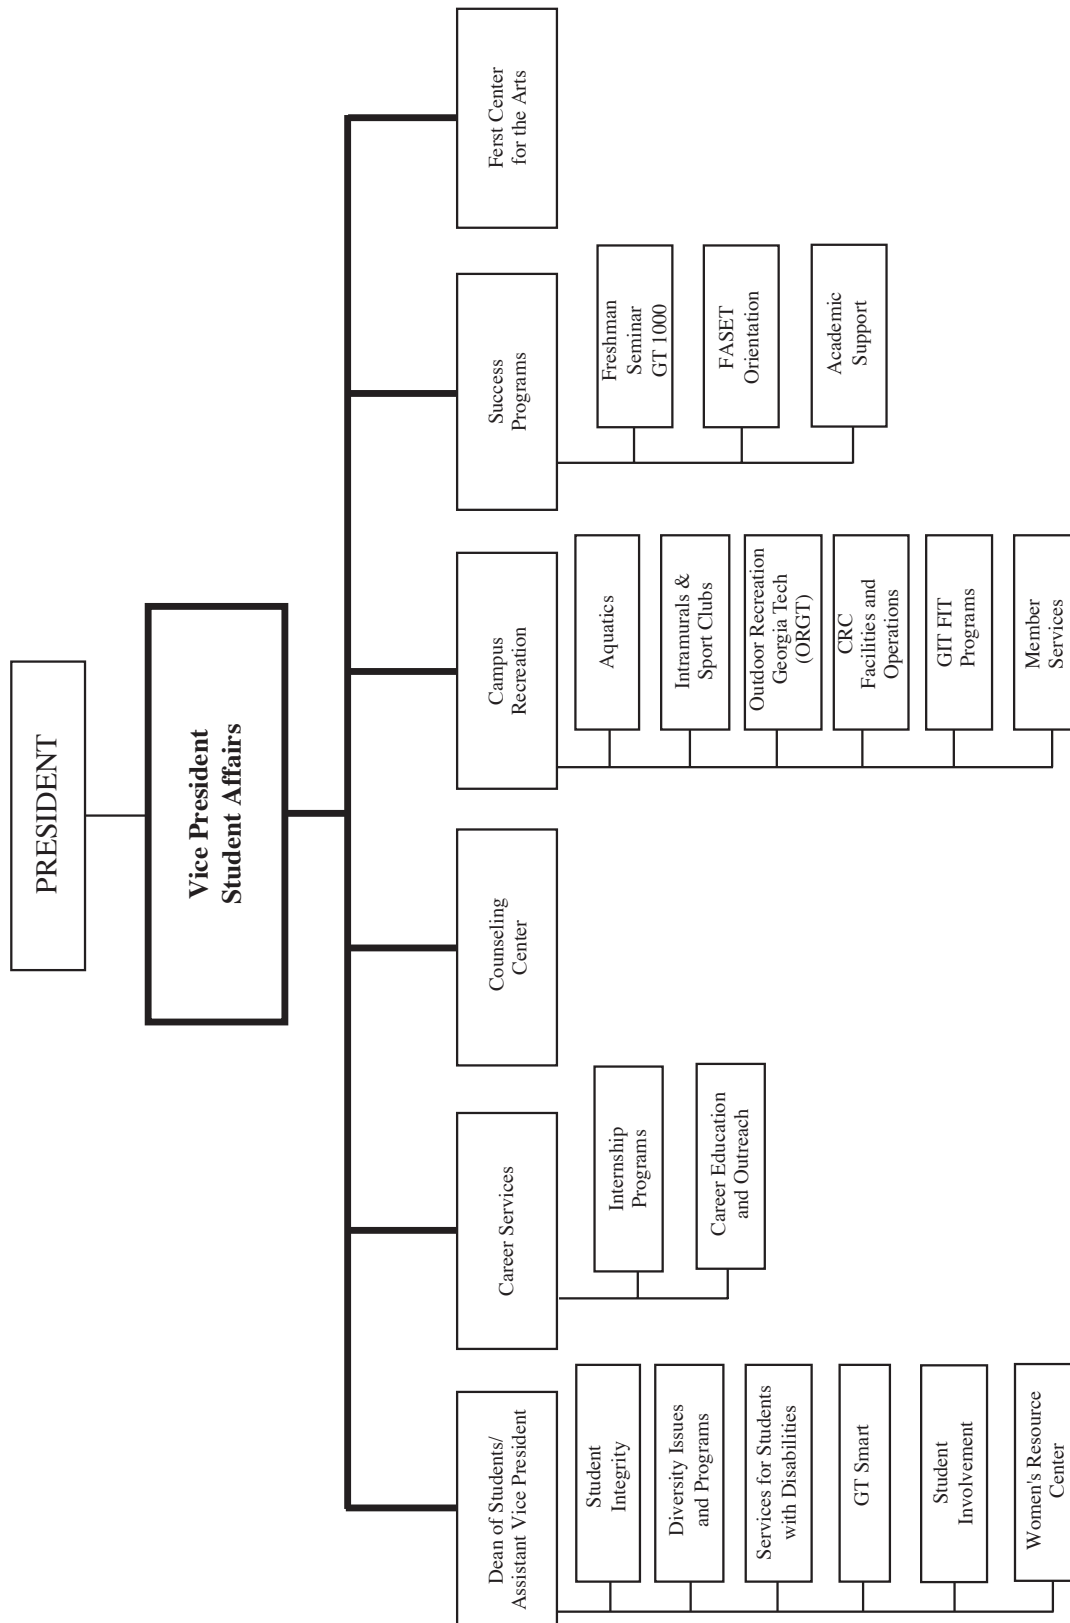 PRESIDENT
Vice President
Student Affairs
Dean of Students/
Assistant Vice President
Student
Integrity
Diversity Issues
and Programs
Services for Students
with Disabilities
GT Smart
Student
Involvement
Women's Resource
Center
Career Services
Internship
Programs
Career Education
and Outreach
Counseling
Center
Campus
Recreation
Aquatics
Intramurals &
Sport Clubs
Outdoor Recreation
Georgia Tech
(ORGT)
CRC
Facilities and
Operations
GIT FIT
Programs
Member
Services
Success
Programs
Freshman
Seminar
GT 1000
FASET
Orientation
Academic
Support
Ferst Center
for the Arts